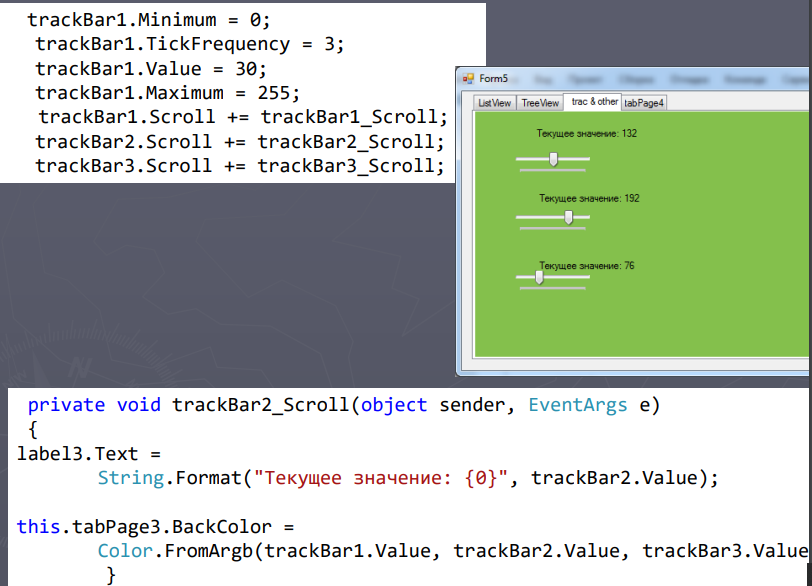 trackBar1.Minimum = 0;
trackBar1.TickFrequency = 3;
trackBar1.Value = 30;
trackBar1.Maximum = 255;
trackBar1.Scroll += trackBar1_Scroll;
trackBar2.Scroll += trackBar2_Scroll;
trackBar3.Scroll += trackBar3_Scroll;
Form5
ListView TreeView trac & other tabPage4
Текущее значение: 132
Текущее значение: 192
Текущее значение: 76
private void trackBar2_Scroll(object sender, EventArgs e)
{
label3.Text =
String.Format("Текущее значение: {0}", trackBar2.Value);
this.tabPage3.BackColor =
Color.FromArgb(trackBar1.Value, trackBar2.Value, trackBar3.Value
}